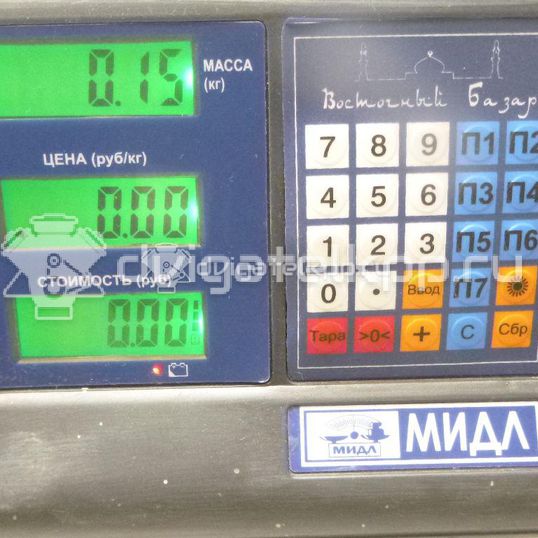 0.15
МАССА
(кг)
ЦЕНА (руб/кг)
0.00
СТОИМОСТЬ (руб)
0.00
Восточный Базар
7 8 9 П1 П2
4 5 6 П3 П4
1 2 3 П5 П6
0 . Ввод П7
Тара >0< + С Сбр
МИДЛ
МИДЛ